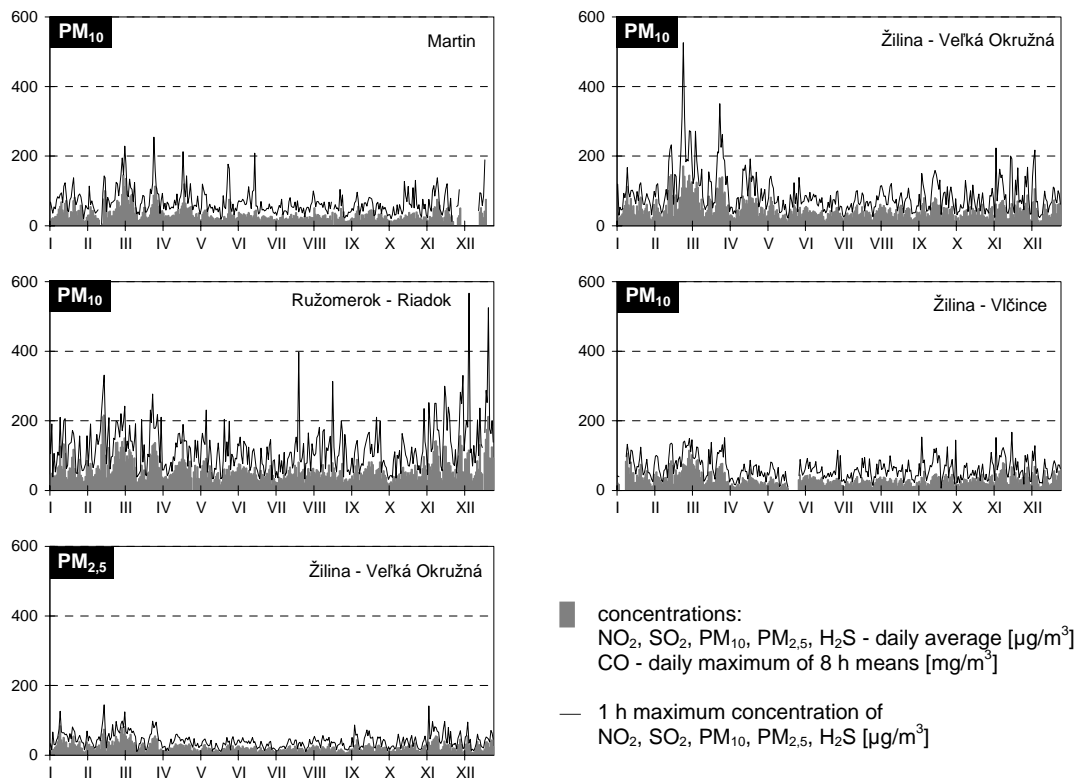 PM10
Martin
600
400
200
0
I II III IV V VI VII VIII IX X XI XII
PM10
Žilina - Veľká Okružná
600
400
200
0
I II III IV V VI VII VIII IX X XI XII
PM10
Ružomerok - Riadok
600
400
200
0
I II III IV V VI VII VIII IX X XI XII
PM10
Žilina - Vlčince
600
400
200
0
I II III IV V VI VII VIII IX X XI XII
PM2,5
Žilina - Veľká Okružná
600
400
200
0
I II III IV V VI VII VIII IX X XI XII
concentrations:
NO2, SO2, PM10, PM2,5, H2S - daily average [µg/m3]
CO - daily maximum of 8 h means [mg/m3]
1 h maximum concentration of
NO2, SO2, PM10, PM2,5, H2S [µg/m3]